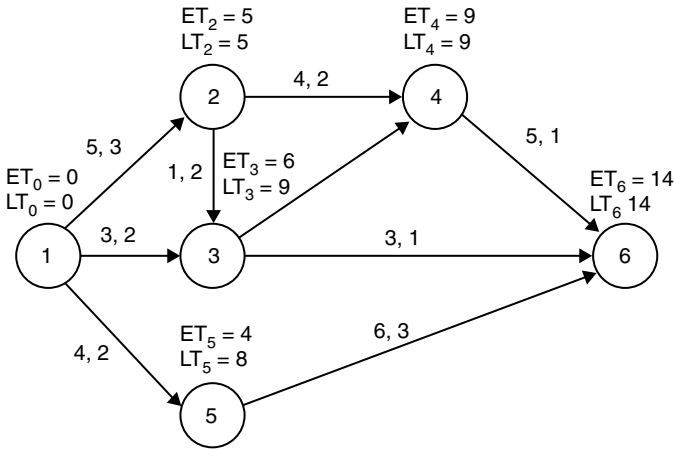 ET2 = 5
LT2 = 5
ET4 = 9
LT4 = 9
2
4, 2
4
5, 3
1, 2
ET3 = 6
LT3 = 9
5, 1
ET0 = 0
LT0 = 0
ET6 = 14
LT6 14
1
3, 2
3
3, 1
6
4, 2
ET5 = 4
LT5 = 8
6, 3
5